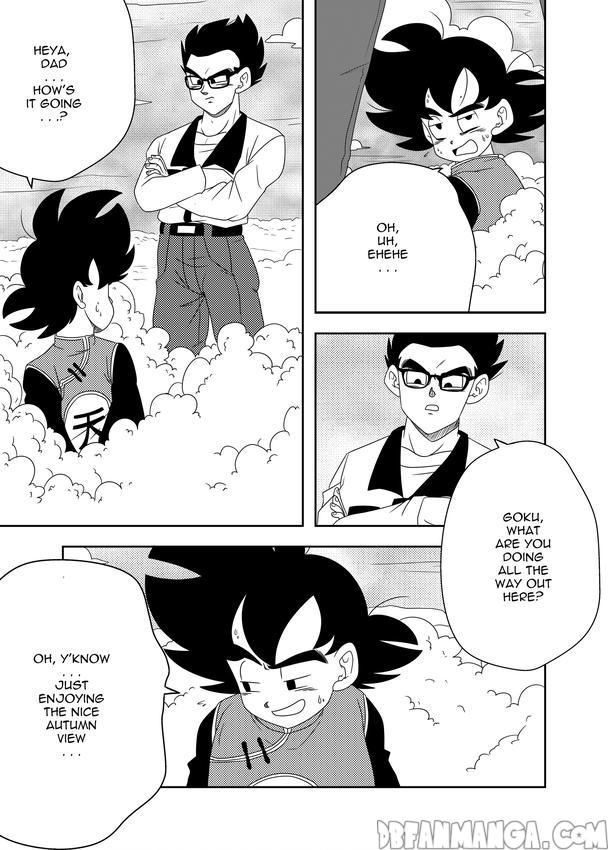 HEYA,
DAD
. . .
HOW'S
IT GOING
. . .?
OH,
UH,
EHEHE
. . .
天
GOKU,
WHAT
ARE YOU
DOING
ALL THE
WAY OUT
HERE?
OH, Y'KNOW
. . .
JUST
ENJOYING
THE NICE
AUTUMN
VIEW
. . .
DBFANMANGA.COM